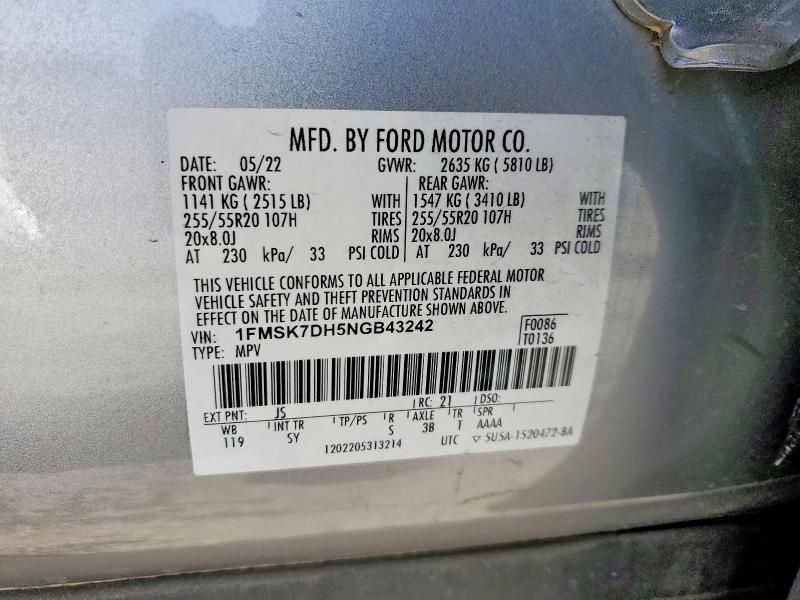 MFD. BY FORD MOTOR CO.
DATE: 05/22 GVWR: 2635 KG ( 5810 LB)
FRONT GAWR: REAR GAWR:
1141 KG ( 2515 LB) WITH 1547 KG ( 3410 LB) WITH
255/55R20 107H TIRES 255/55R20 107H TIRES
20x8.0J RIMS 20x8.0J RIMS
AT 230 kPa/ 33 PSI COLD AT 230 kPa/ 33 PSI COLD
THIS VEHICLE CONFORMS TO ALL APPLICABLE FEDERAL MOTOR
VEHICLE SAFETY AND THEFT PREVENTION STANDARDS IN
EFFECT ON THE DATE OF MANUFACTURE SHOWN ABOVE.
VIN: 1FMSK7DH5NGB43242 F0086
TYPE: MPV T0136
EXT PNT: JS RC: 21 DSO:
WB INT TR TP/PS R AXLE TR SPR
119 SY S 3B T AAAA
1202205313214 UTC ▽ 5U5A-1520472-BA